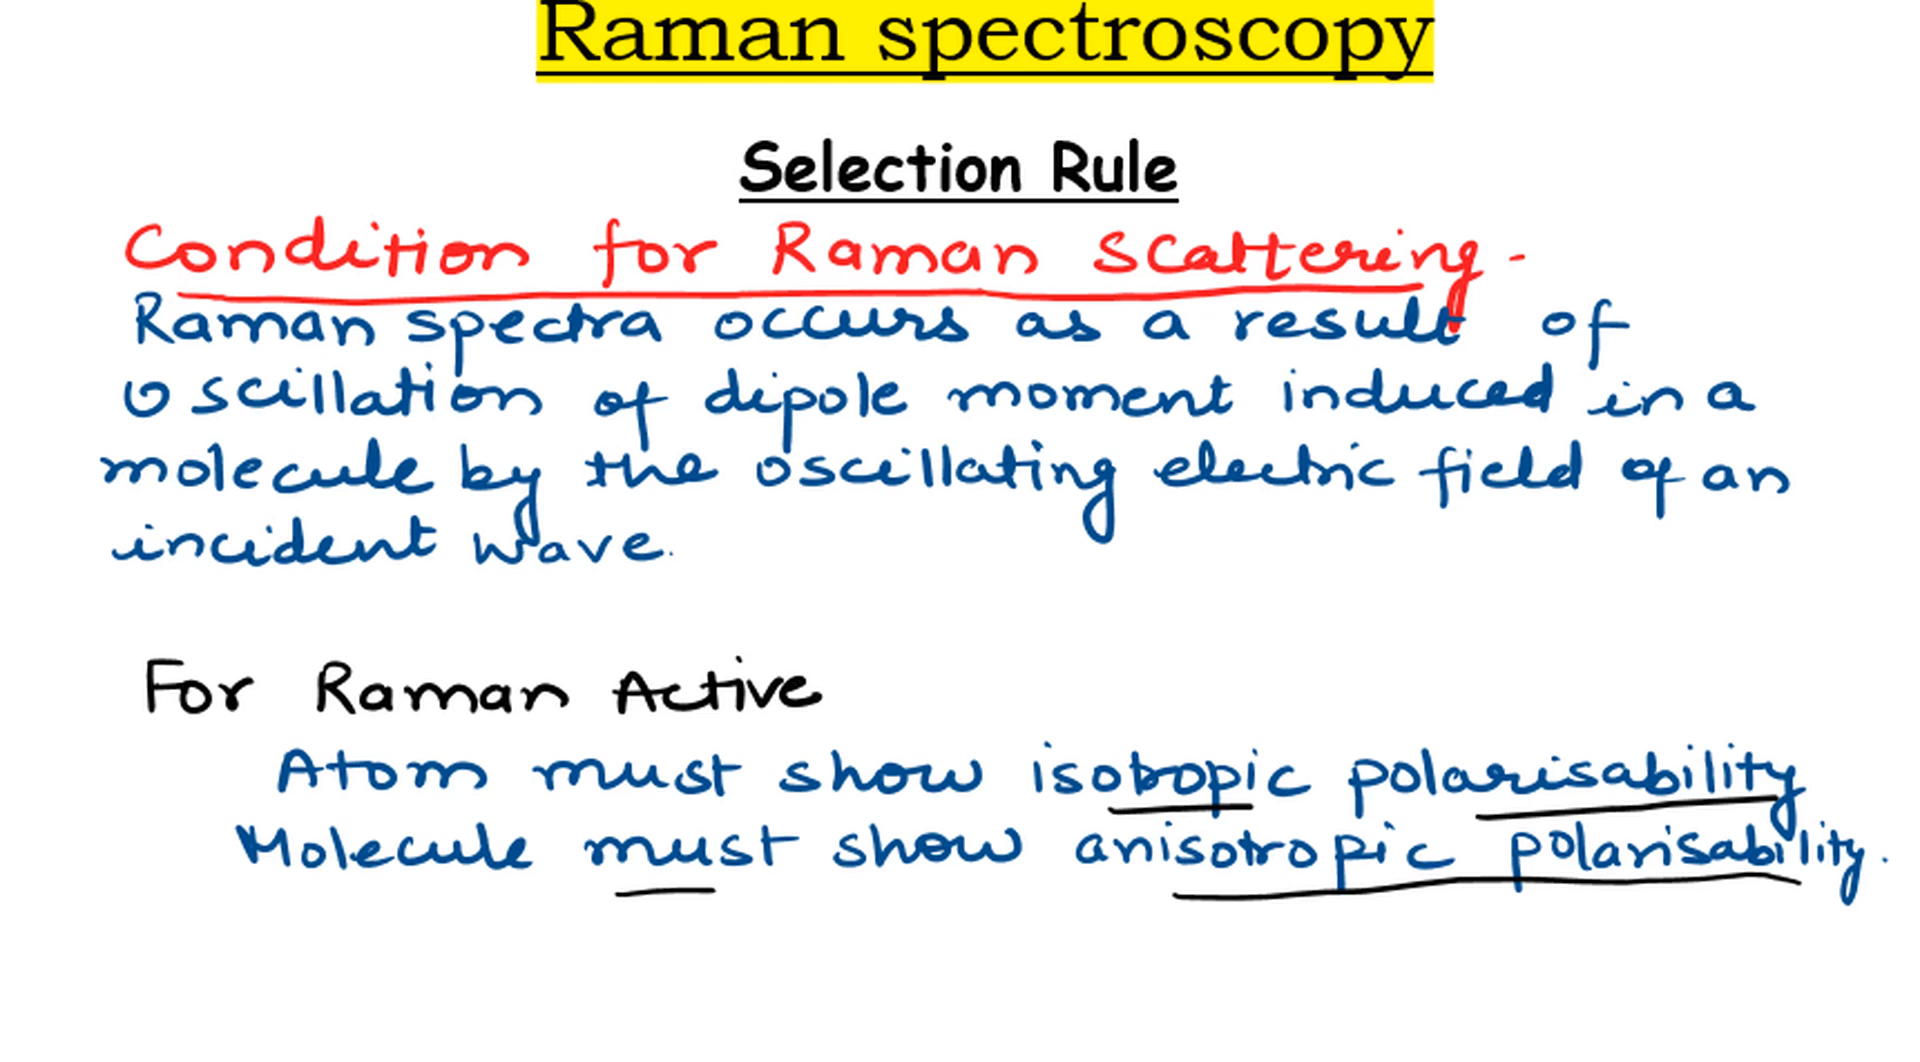 Raman spectroscopy
Selection Rule
Condition for Raman Scattering -
Raman spectra occurs as a result of
oscillation of dipole moment induced in a
molecule by the oscillating electric field of an
incident wave.
For Raman Active
Atom must show isotopic polarisability
Molecule must show anisotropic polarisability.